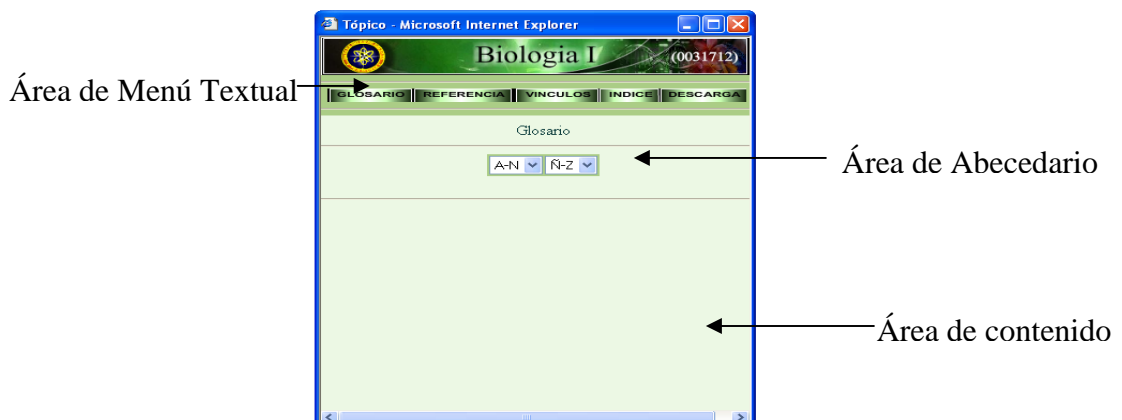 Tópico - Microsoft Internet Explorer
Biologia I (0031712)
Área de Menú Textual
GLOSARIO REFERENCIA VINCULOS INDICE DESCARGA
Glosario
A-N Ñ-Z
Área de Abecedario
Área de contenido